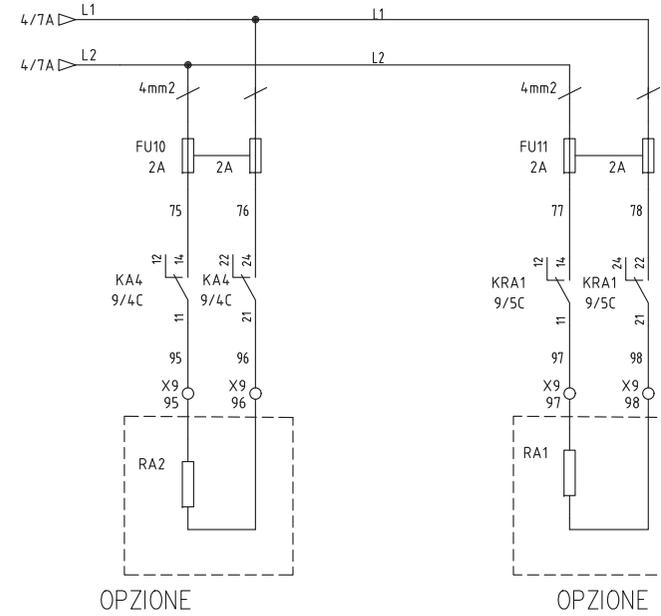 4/7A L1 L1
4/7A L2 L2
4mm2 4mm2
FU10 FU11
2A 2A 2A 2A
75 76 77 78
12 14 22 24 12 14 24 22
KA4 KA4 KRA1 KRA1
9/4C 9/4C 9/5C 9/5C
11 21 11 21
95 96 97 98
X9 X9 X9 X9
95 96 97 98
RA2 RA1
OPZIONE OPZIONE